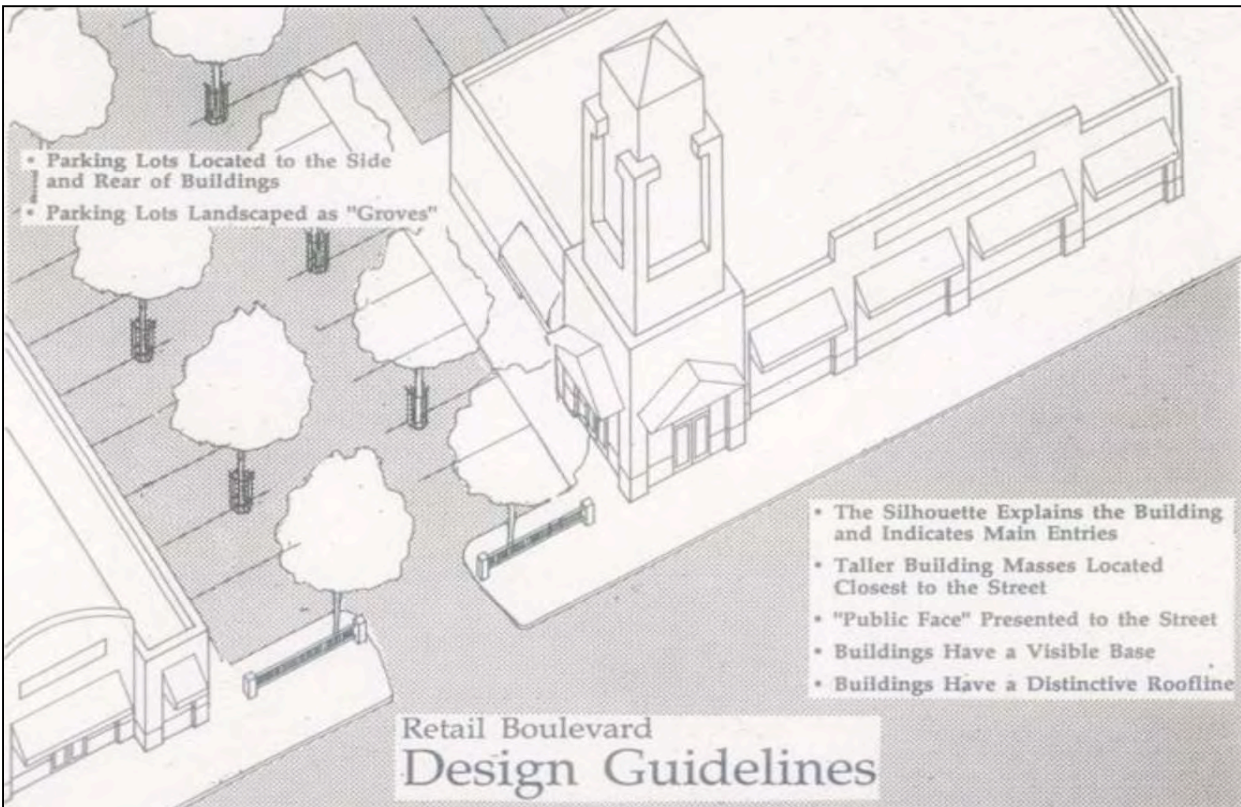 • Parking Lots Located to the Side
and Rear of Buildings
• Parking Lots Landscaped as "Groves"
• The Silhouette Explains the Building
and Indicates Main Entries
• Taller Building Masses Located
Closest to the Street
• "Public Face" Presented to the Street
• Buildings Have a Visible Base
• Buildings Have a Distinctive Roofline
Retail Boulevard
Design Guidelines